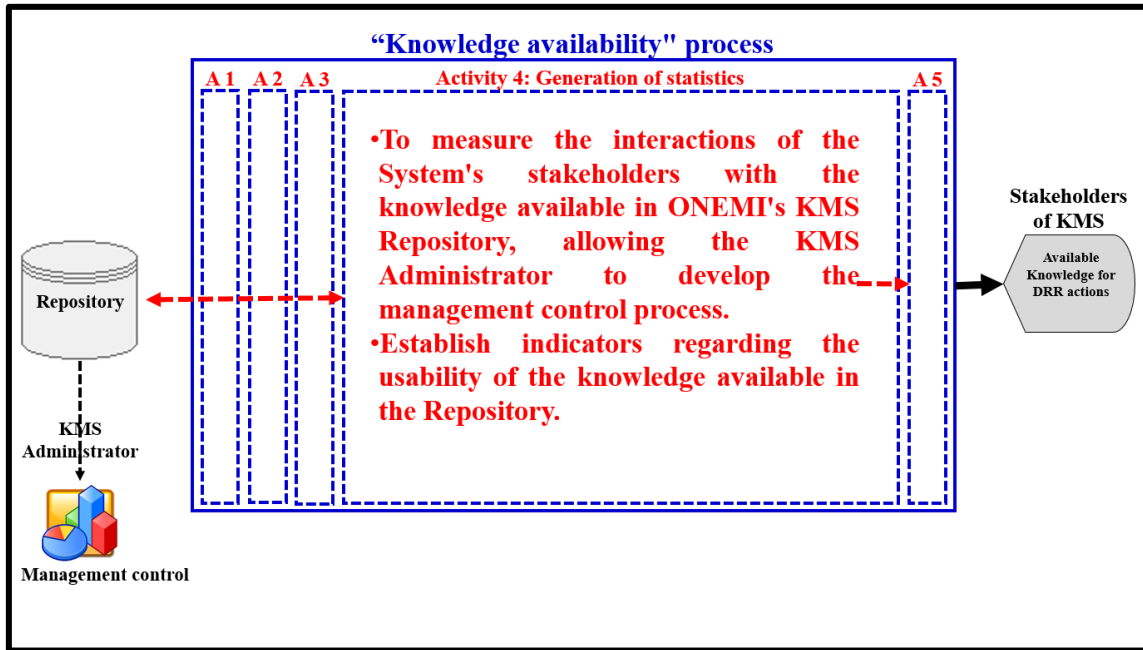 “Knowledge availability" process
A 1
A 2
A 3
Activity 4: Generation of statistics
A 5
•To measure the interactions of the
System's stakeholders with the
knowledge available in ONEMI's KMS
Repository, allowing the KMS
Administrator to develop the
management control process.
•Establish indicators regarding the
usability of the knowledge available in
the Repository.
Repository
KMS
Administrator
Management control
Stakeholders
of KMS
Available
Knowledge for
DRR actions